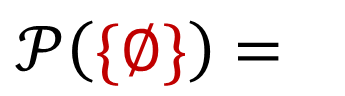 𝒫({∅}) =